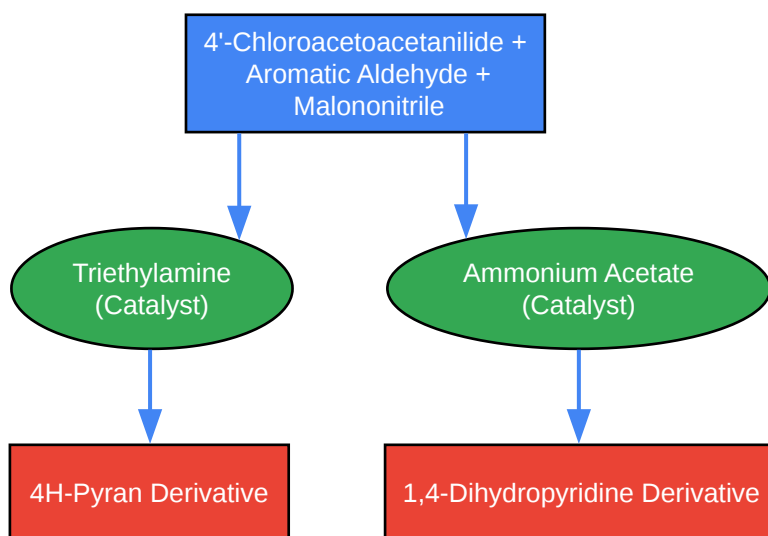 4'-Chloroacetoacetanilide +
Aromatic Aldehyde +
Malononitrile
Triethylamine
(Catalyst)
Ammonium Acetate
(Catalyst)
4H-Pyran Derivative
1,4-Dihydropyridine Derivative